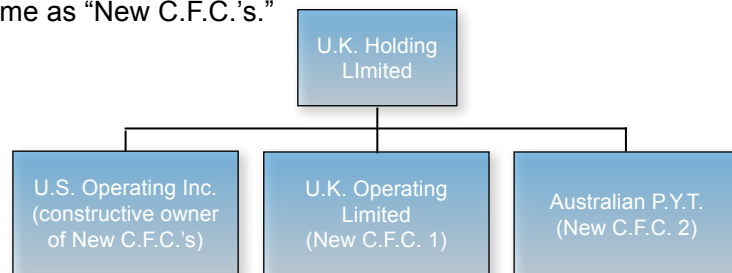 me as “New C.F.C.’s.”
U.K. Holding
LImited
U.S. Operating Inc.
(constructive owner
of New C.F.C.’s)
U.K. Operating
Limited
(New C.F.C. 1)
Australian P.Y.T.
(New C.F.C. 2)